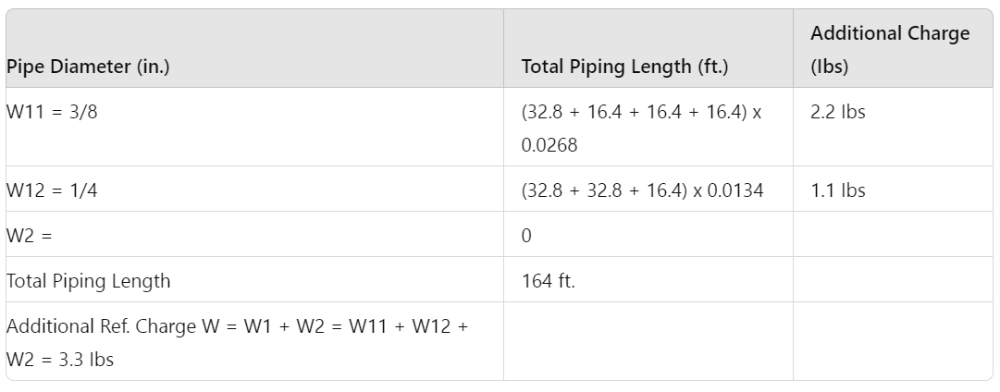 Pipe Diameter (in.)
Total Piping Length (ft.)
Additional Charge
(lbs)
W11 = 3/8
(32.8 + 16.4 + 16.4 + 16.4) x
0.0268
2.2 lbs
W12 = 1/4
(32.8 + 32.8 + 16.4) x 0.0134
1.1 lbs
W2 =
0
Total Piping Length
164 ft.
Additional Ref. Charge W = W1 + W2 = W11 + W12 +
W2 = 3.3 lbs